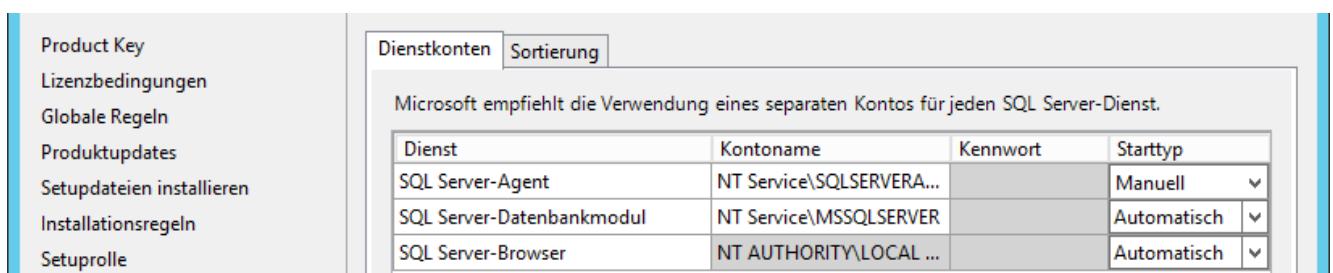 Product Key
Lizenzbedingungen
Globale Regeln
Produktupdates
Setupdateien installieren
Installationsregeln
Setuprolle
Dienstkonten Sortierung
Microsoft empfiehlt die Verwendung eines separaten Kontos für jeden SQL Server-Dienst.
Dienst Kontoname Kennwort Starttyp
SQL Server-Agent NT Service\SQLSERVERA... Manuell
SQL Server-Datenbankmodul NT Service\MSSQLSERVER Automatisch
SQL Server-Browser NT AUTHORITY\LOCAL ... Automatisch